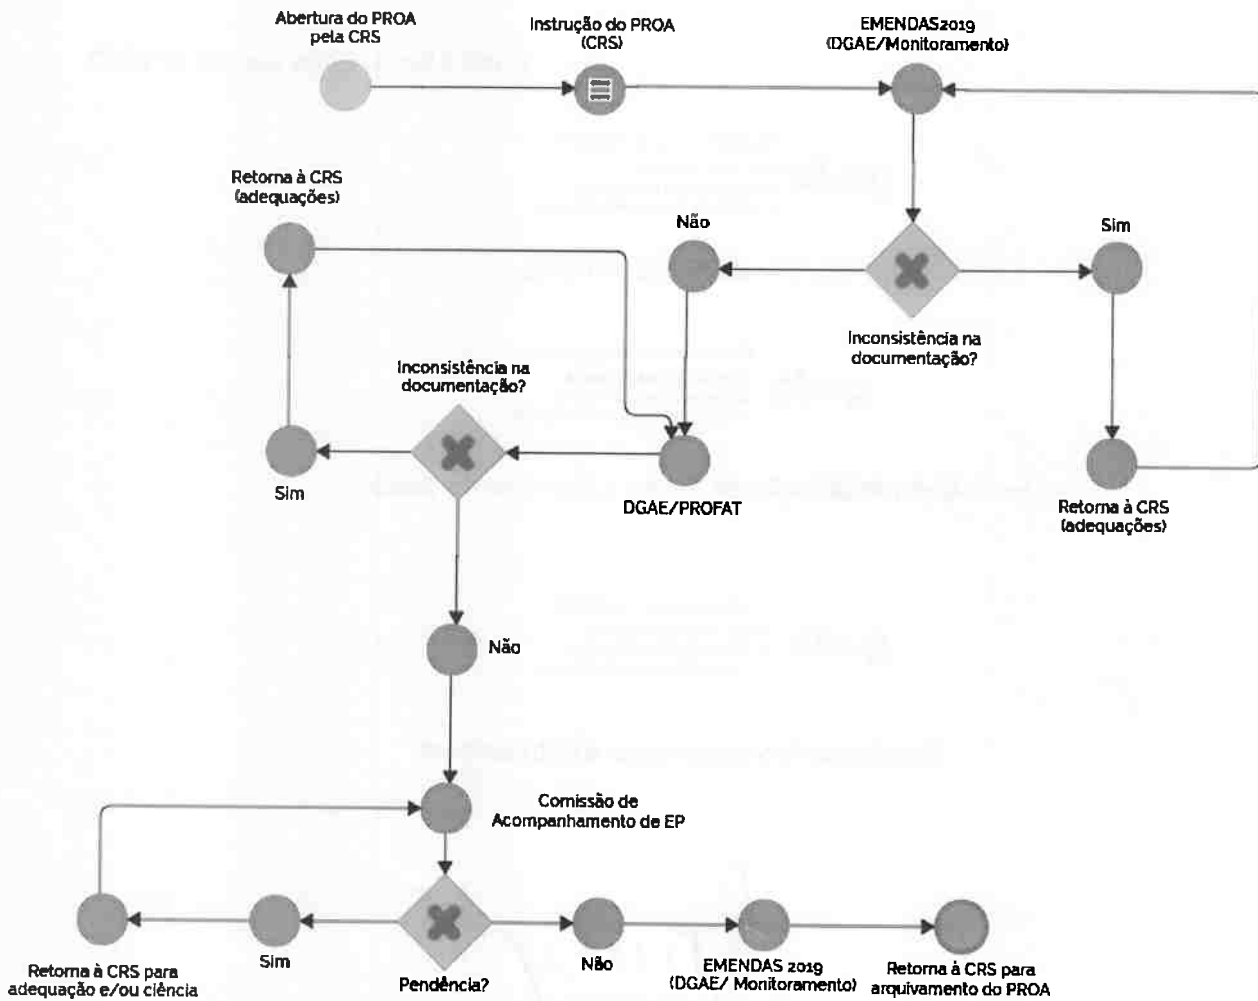 Abertura do PROA
pela CRS
Instrução do PROA
(CRS)
EMENDAS2019
(DGAE/Monitoramento)
Retorna à CRS
(adequações)
Não
Sim
Inconsistência na
documentação?
Inconsistência na
documentação?
Sim
DGAE/PROFAT
Retorna à CRS
(adequações)
Não
Comissão de
Acompanhamento de EP
Retorna à CRS para
adequação e/ou ciência
Sim
Pendência?
Não
EMENDAS 2019
(DGAE/ Monitoramento)
Retorna à CRS para
arquivamento do PROA